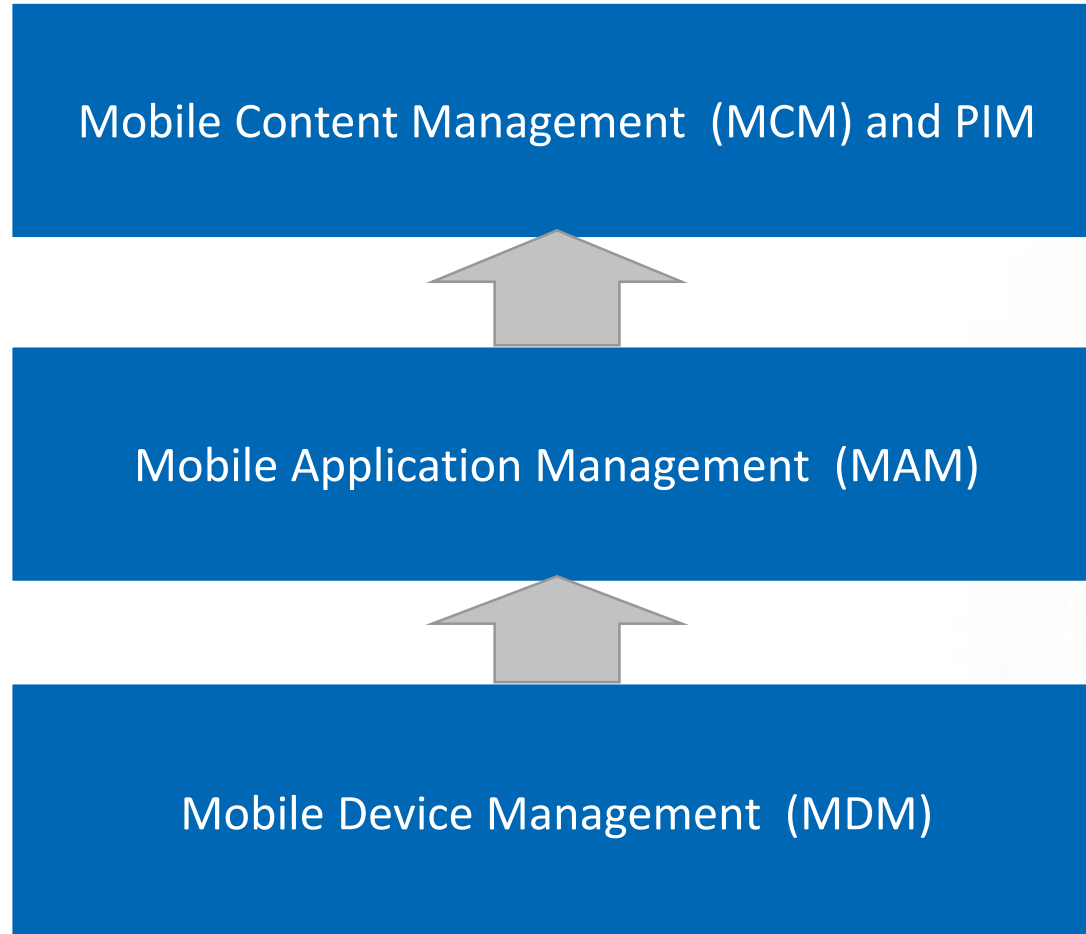 Mobile Content Management  (MCM) and PIM
Mobile Application Management  (MAM)
Mobile Device Management  (MDM)